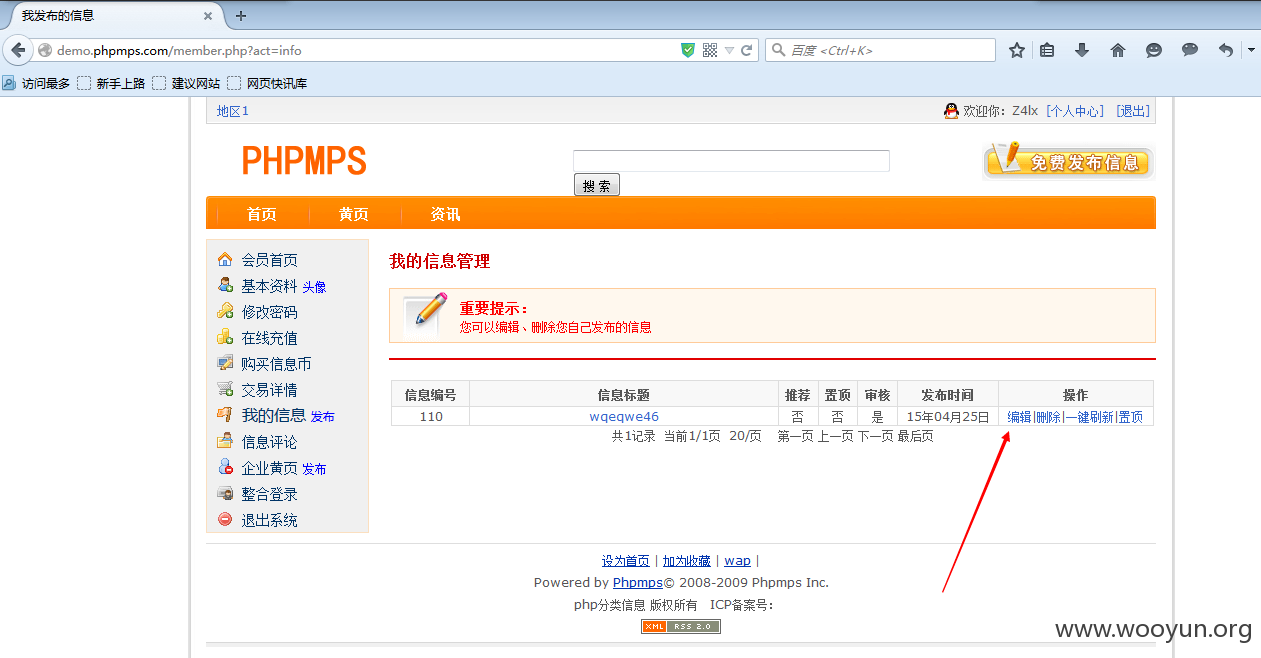 我发布的信息
demo.phpmps.com/member.php?act=info
百度 <Ctrl+K>
访问最多 新手上路 建议网站 网页快讯库
地区1
欢迎你: Z4lx [个人中心] [退出]
PHPMPS
免费发布信息
搜 索
首页 黄页 资讯
会员首页
基本资料 头像
修改密码
在线充值
购买信息币
交易详情
我的信息 发布
信息评论
企业黄页 发布
整合登录
退出系统
我的信息管理
重要提示:
您可以编辑、删除您自己发布的信息
信息编号 信息标题 推荐 置顶 审核 发布时间 操作
110 wqeqwe46 否 否 是 15年04月25日 编辑|删除|一键刷新|置顶
共1记录 当前1/1页 20/页 第一页 上一页 下一页 最后页
设为首页 | 加为收藏 | wap |
Powered by Phpmps© 2008-2009 Phpmps Inc.
php分类信息 版权所有 ICP备案号:
XML RSS 2.0
www.wooyun.org